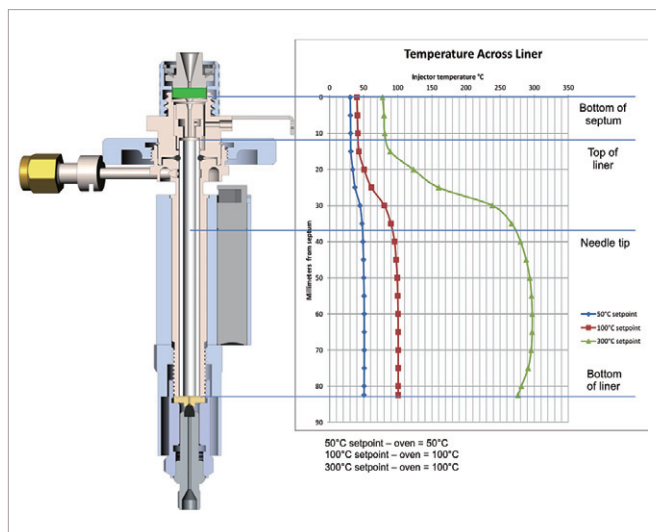 Temperature Across Liner
Injector temperature °C
0 50 100 150 200 250 300 350
0
10
20
30
40
50
60
70
80
90
Millimeters from septum
Bottom of
septum
Top of
liner
Needle tip
50°C setpoint
100°C setpoint
300°C setpoint
Bottom
of liner
50°C setpoint – oven = 50°C
100°C setpoint – oven = 100°C
300°C setpoint – oven = 100°C